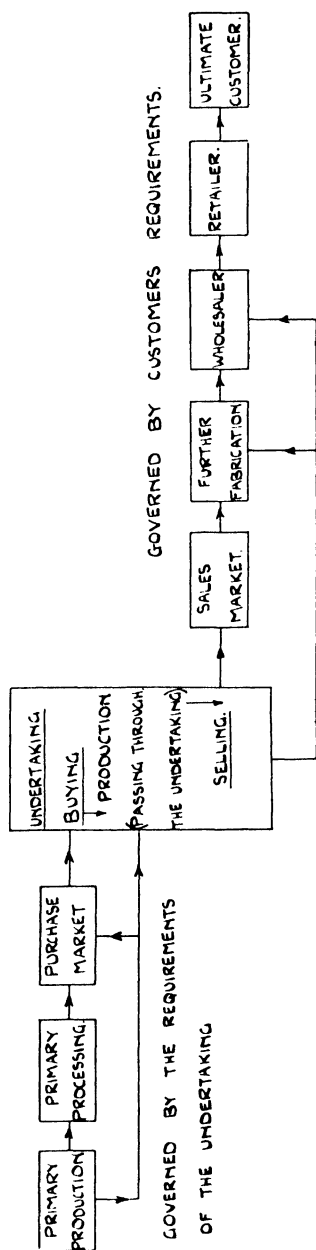 PRIMARY
PRODUCTION
PRIMARY
PROCESSING.
PURCHASE
MARKET
GOVERNED BY THE REQUIREMENTS
OF THE UNDERTAKING
UNDERTAKING
BUYING
PRODUCTION
(PASSING THROUGH.
THE UNDERTAKING)
SELLING.
SALES
MARKET.
FURTHER
FABRICATION
WHOLESALER
RETAILER.
ULTIMATE
CUSTOMER.
GOVERNED BY CUSTOMERS REQUIREMENTS.